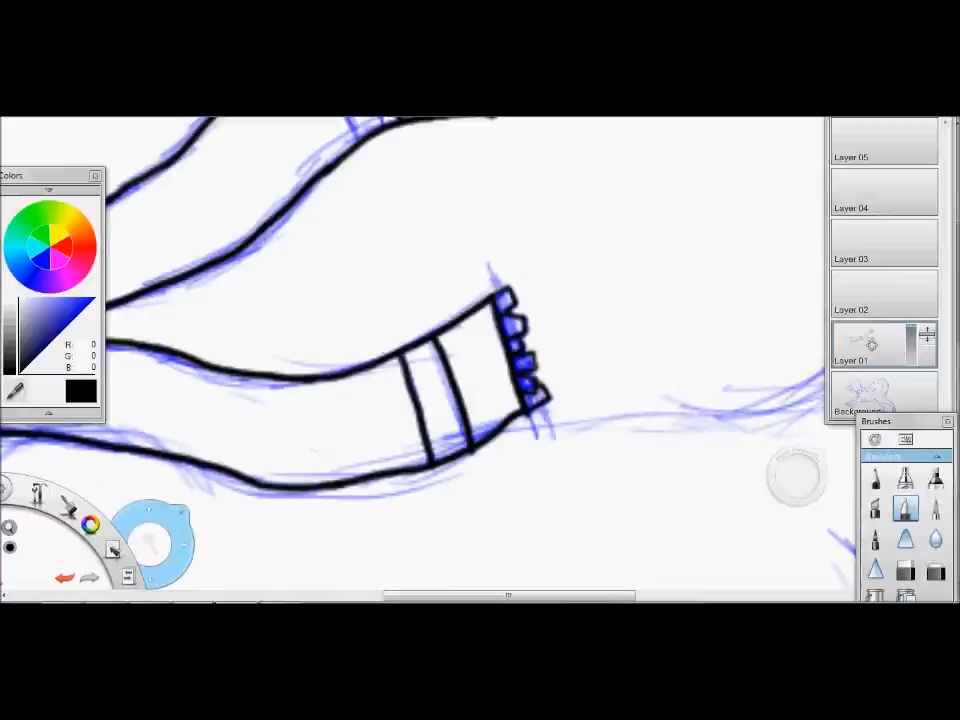 Colors
R: 0
G: 0
B: 0
Layer 05
Layer 04
Layer 03
Layer 02
Layer 01
Background
Brushes